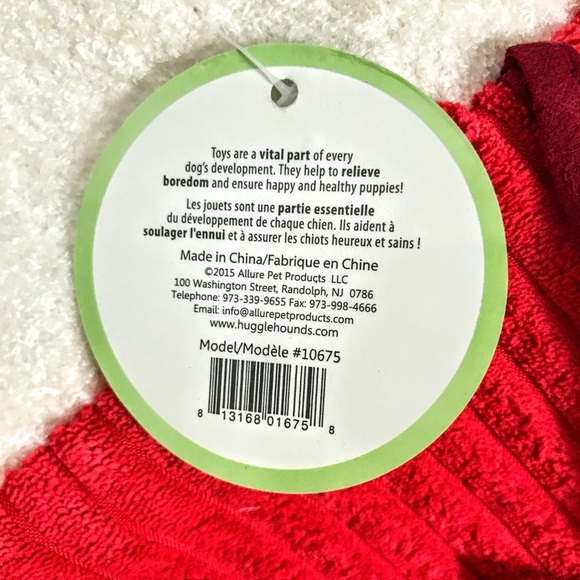 Toys are a vital part of every
dog's development. They help to relieve
boredom and ensure happy and healthy puppies!
Les jouets sont une partie essentielle
du développement de chaque chien. Ils aident à
soulager l'ennui et à assurer les chiots heureux et sains !
Made in China/Fabrique en Chine
©2015 Allure Pet Products LLC
100 Washington Street, Randolph, NJ 0786
Telephone: 973-339-9655 Fax: 973-998-4666
Email: info@allurepetproducts.com
www.hugglehounds.com
Model/Modèle #10675
8 13168 01675 8